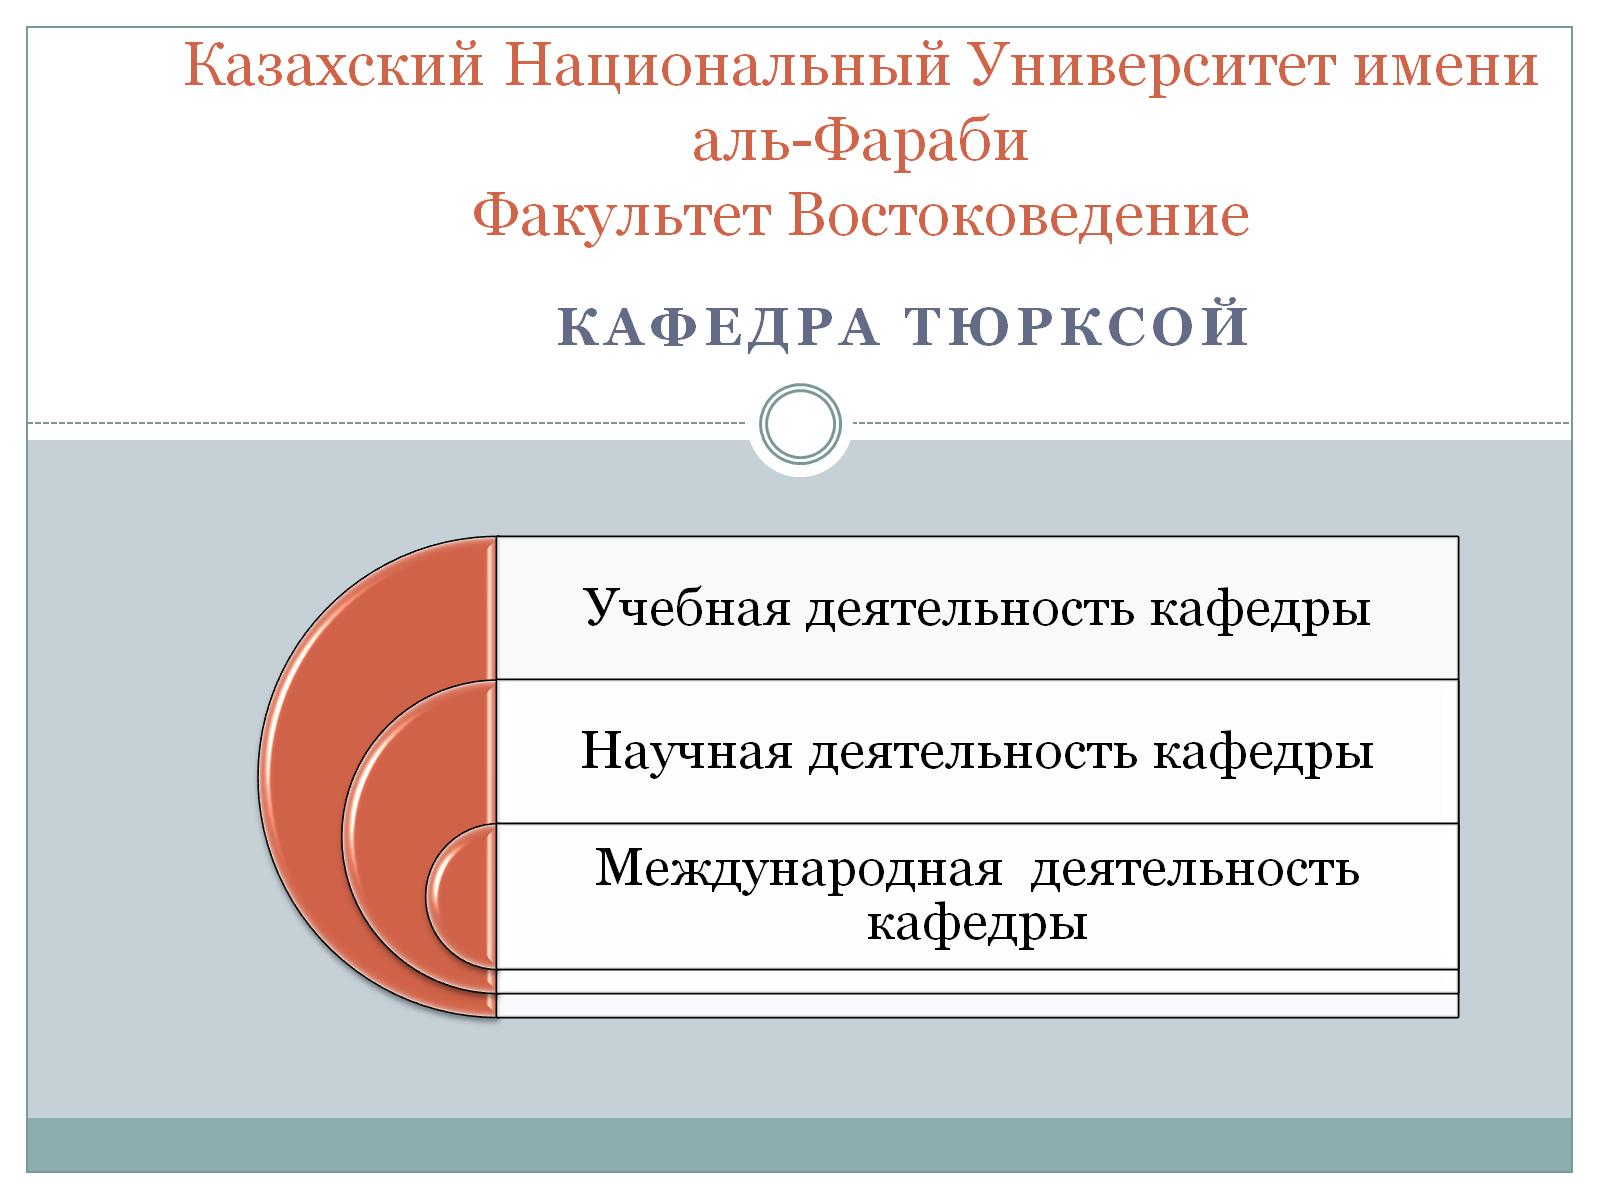 Казахский Национальный Университет имени
аль-Фараби
Факультет Востоковедение
КАФЕДРА ТЮРКСОЙ
Учебная деятельность кафедры
Научная деятельность кафедры
Международная  деятельность
кафедры